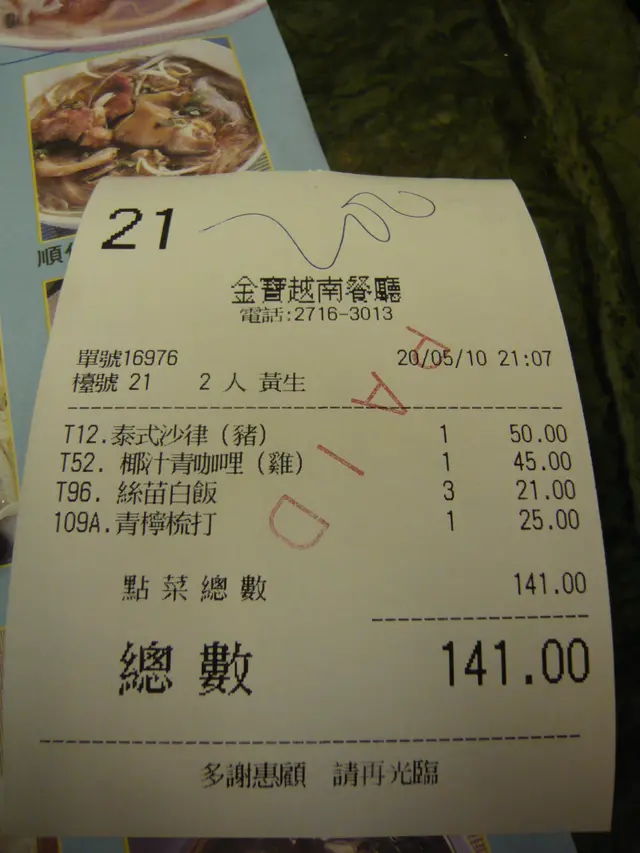 順
21
金寶越南餐廳
電話:2716-3013
單號16976 20/05/10 21:07
檯號 21 2 人 黃生
PAID
T12.泰式沙律(豬) 1 50.00
T52. 椰汁青咖哩(雞) 1 45.00
T96. 絲苗白飯 3 21.00
109A.青檸梳打 1 25.00
點菜總數 141.00
總數 141.00
多謝惠顧 請再光臨